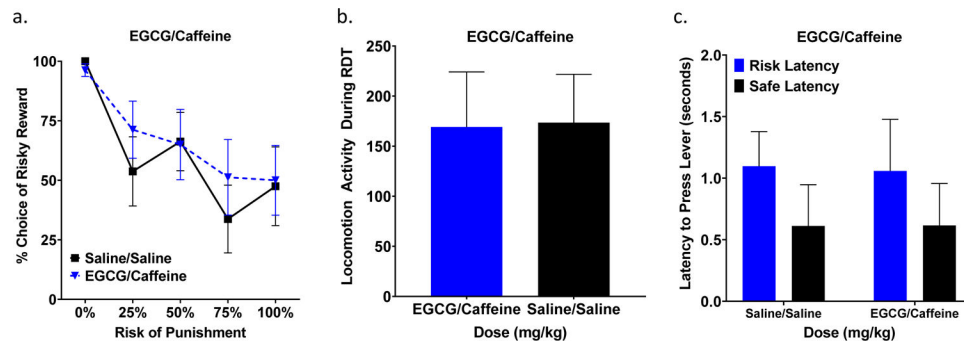 a.
EGCG/Caffeine
% Choice of Risky Reward
100
75
50
25
0
Saline/Saline
EGCG/Caffeine
0% 25% 50% 75% 100%
Risk of Punishment
b.
EGCG/Caffeine
Locomotion Activity During RDT
250
200
150
100
50
0
EGCG/Caffeine Saline/Saline
Dose (mg/kg)
c.
EGCG/Caffeine
Latency to Press Lever (seconds)
2.0
1.5
1.0
0.5
0.0
Risk Latency
Safe Latency
Saline/Saline EGCG/Caffeine
Dose (mg/kg)